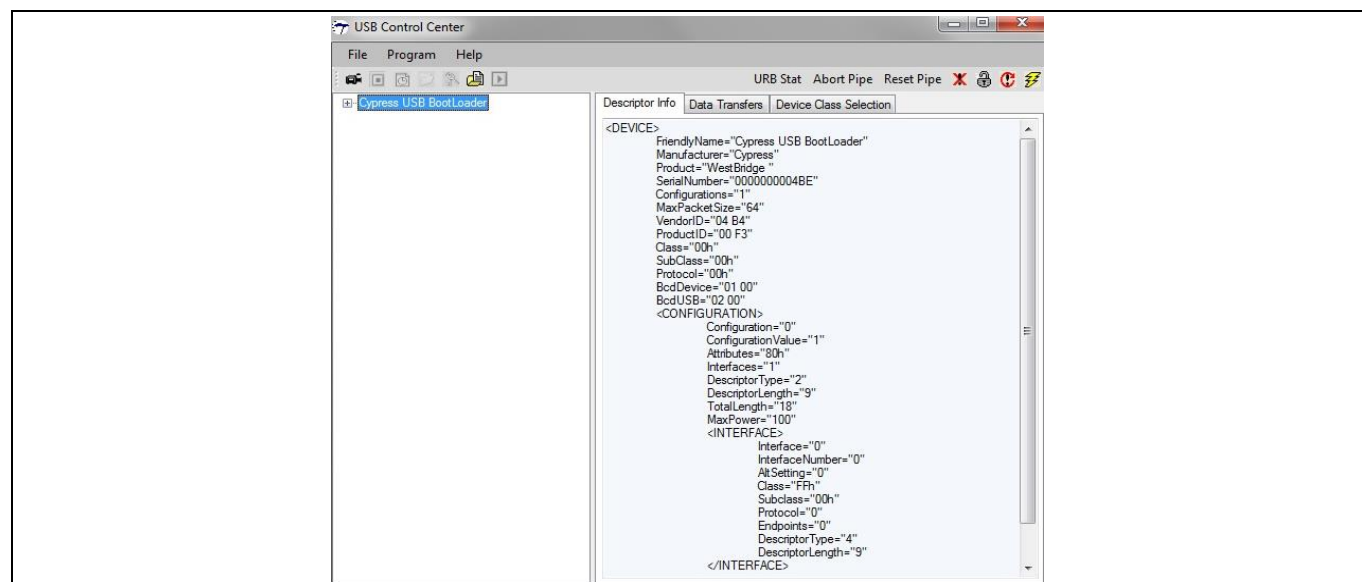 USB Control Center
File Program Help
URB Stat Abort Pipe Reset Pipe
Cypress USB BootLoader
Descriptor Info Data Transfers Device Class Selection
<DEVICE>
FriendlyName="Cypress USB BootLoader"
Manufacturer="Cypress"
Product="WestBridge "
SerialNumber="0000000004BE"
Configurations="1"
MaxPacketSize="64"
VendorID="04 B4"
ProductID="00 F3"
Class="00h"
SubClass="00h"
Protocol="00h"
BcdDevice="01 00"
BcdUSB="02 00"
<CONFIGURATION>
Configuration="0"
ConfigurationValue="1"
Attributes="80h"
Interfaces="1"
DescriptorType="2"
DescriptorLength="9"
TotalLength="18"
MaxPower="100"
<INTERFACE>
Interface="0"
InterfaceNumber="0"
AltSetting="0"
Class="FFh"
Subclass="00h"
Protocol="0"
Endpoints="0"
DescriptorType="4"
DescriptorLength="9"
</INTERFACE>